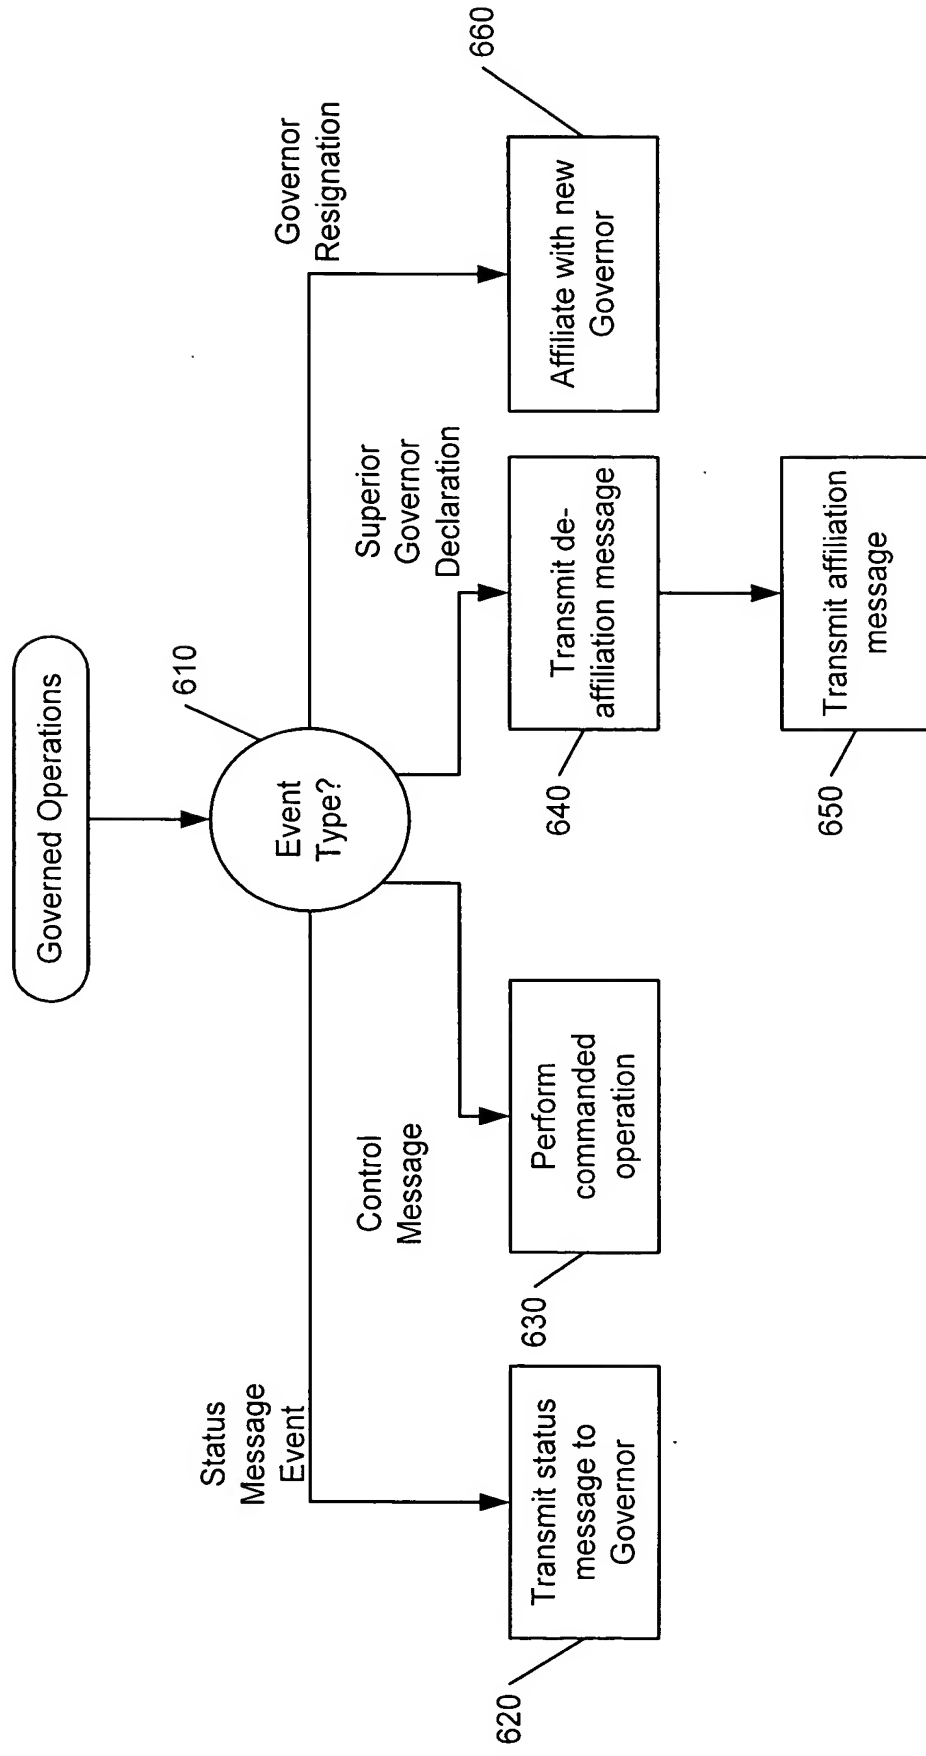 Governed Operations
610
Event
Type?
Status
Message
Event
Control
Message
Superior
Governor
Declaration
Governor
Resignation
Transmit status
message to
Governor
620
Perform
commanded
operation
630
Transmit de-
affiliation message
640
Affiliate with new
Governor
660
Transmit affiliation
message
650